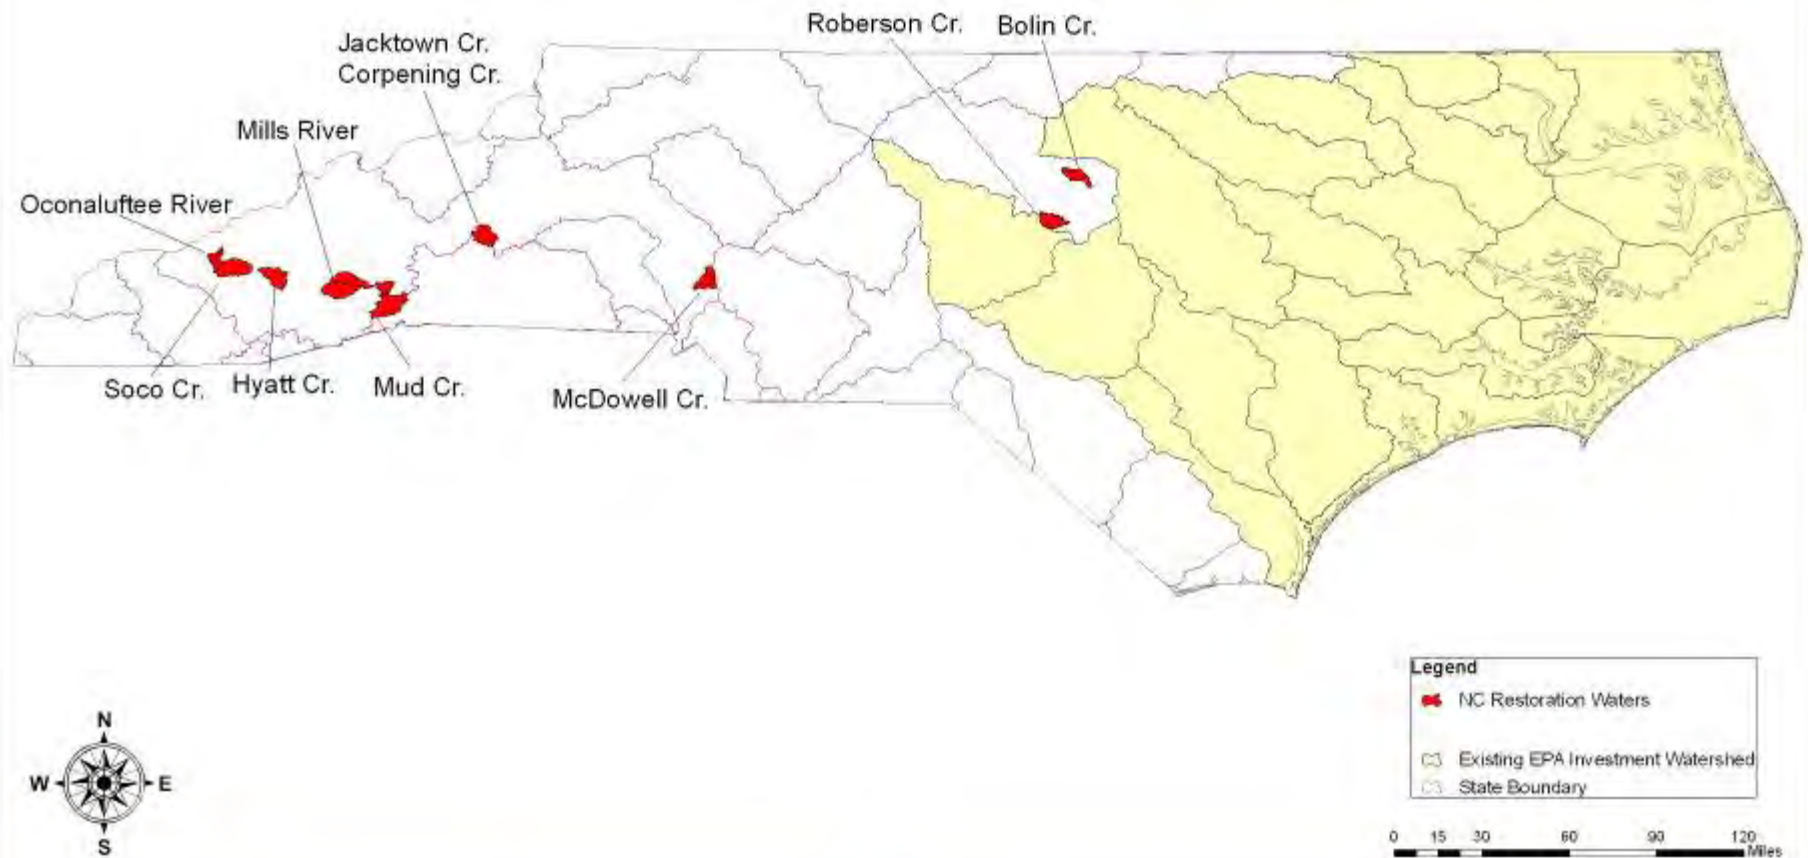 Roberson Cr.
Bolin Cr.
Jacktown Cr.
Corpening Cr.
Mills River
Oconaluftee River
Soco Cr.
Hyatt Cr.
Mud Cr.
McDowell Cr.
Legend
NC Restoration Waters
Existing EPA Investment Watershed
State Boundary
N
W
E
S
0 15 30 60 90 120
Miles